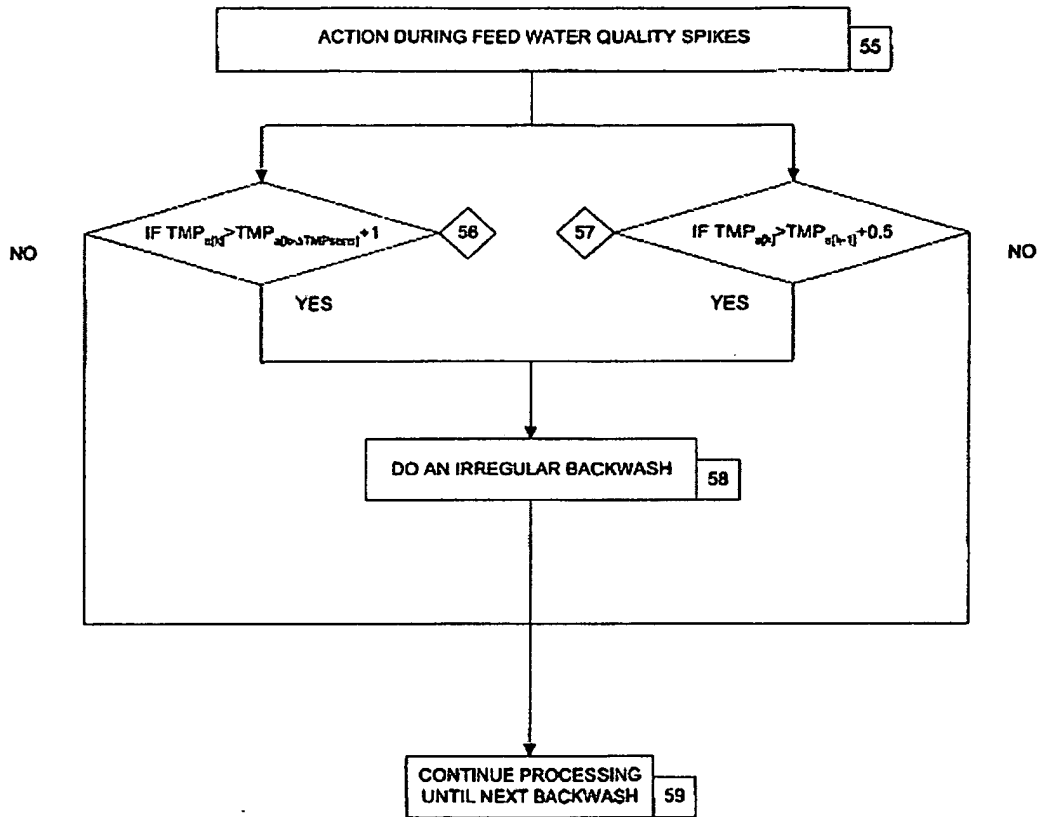 ACTION DURING FEED WATER QUALITY SPIKES
55
IF TMP >TMP +1
56
57
IF TMP >TMP +0.5
NO
NO
YES
YES
DO AN IRREGULAR BACKWASH
58
CONTINUE PROCESSING
UNTIL NEXT BACKWASH
59